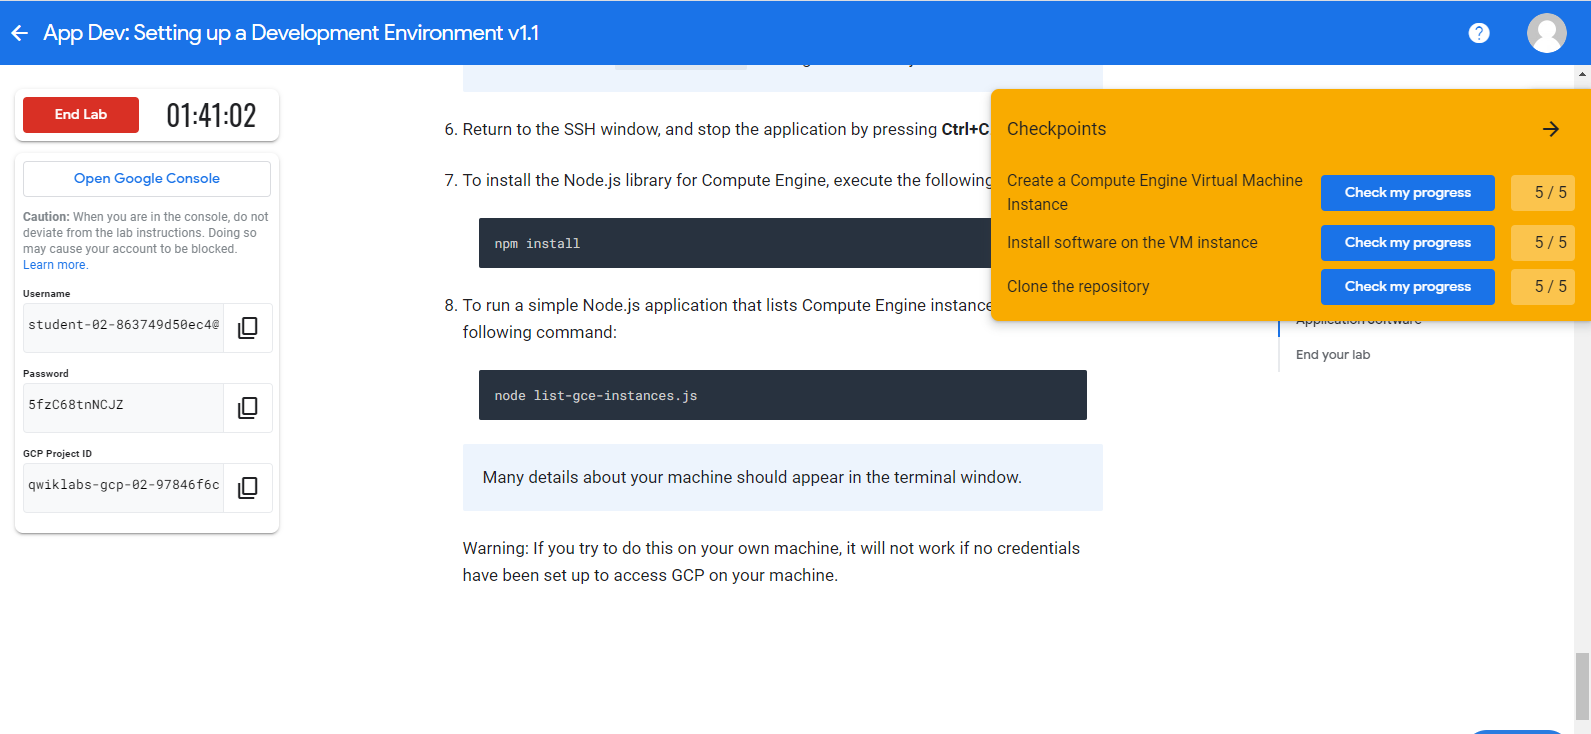 App Dev: Setting up a Development Environment v1.1
?
End Lab
01:41:02
Open Google Console
Caution: When you are in the console, do not
deviate from the lab instructions. Doing so
may cause your account to be blocked.
Learn more.
Username
student-02-863749d50ec4@
Password
5fzC68tnNCJZ
GCP Project ID
qwiklabs-gcp-02-97846f6c
6. Return to the SSH window, and stop the application by pressing Ctrl+C
7. To install the Node.js library for Compute Engine, execute the following
npm install
8. To run a simple Node.js application that lists Compute Engine instance
following command:
node list-gce-instances.js
Many details about your machine should appear in the terminal window.
Warning: If you try to do this on your own machine, it will not work if no credentials
have been set up to access GCP on your machine.
Checkpoints
Create a Compute Engine Virtual Machine
Instance
Check my progress
5 / 5
Install software on the VM instance
Check my progress
5 / 5
Clone the repository
Check my progress
5 / 5
Application software
End your lab